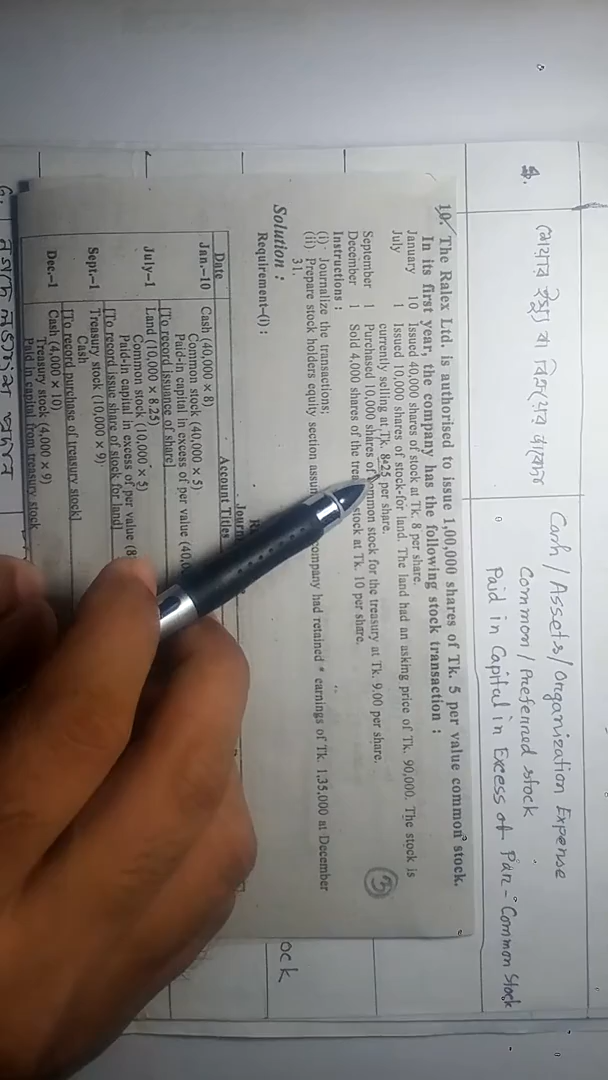 শেয়ার ইস্যু বা বিক্রয়ের ব্যাপারে
Cash/Assets/Organization Expense
Common/Preferred stock
Paid in Capital in Excess of Par-Common Stock
10. The Ralex Ltd. is authorised to issue 1,00,000 shares of Tk. 5 per value common stock.
In its first year, the company has the following stock transaction :
January 10 Issued 40,000 shares of stock at Tk. 8 per share.
July 1 Issued 10,000 shares of stock-for land. The land had an asking price of Tk. 90,000. The stock is
currently selling at Tk. 8.25 per share.
September 1 Purchased 10,000 shares of common stock for the treasury at Tk. 9.00 per share.
December 1 Sold 4,000 shares of the trea stock at Tk. 10 per share.
Instructions :
(i) Journalize the transactions;
(ii) Prepare stock holders equity section assum company had retained earnings of Tk. 1,35,000 at December
31.
3
Solution :
Requirement-(i) :
ock
R
Journ
Date Account Titles
Jan.-10 Cash (40,000 × 8)
Common stock (40,000 × 5)
Paid-in capital in excess of per value (40,0
[To record issuance of share]
July-1 Land (10,000 × 8.25)
Common stock (10,000 × 5)
Paid-in capital in excess of per value (8
[To record issue share of stock for land]
Sept.-1 Treasury stock (10,000 × 9)
Cash
[To record purchase of treasury stock]
Dec.-1 Cash (4,000 × 10)
Treasury stock (4,000 × 9)
Paid in capital from treasury stock